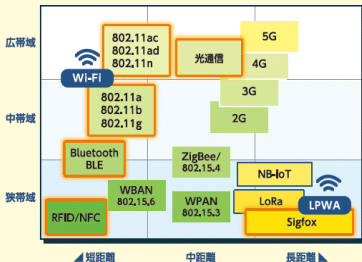 広帯域
802.11ac
802.11ad
802.11n
光通信
5G
4G
Wi-Fi
3G
中帯域
802.11a
802.11b
802.11g
2G
Bluetooth
BLE
ZigBee/
802.15.4
NB-IoT
狭帯域
WBAN
802.15.6
WPAN
802.15.3
LoRa
LPWA
RFID/NFC
Sigfox
◀短距離
中距離
長距離▶